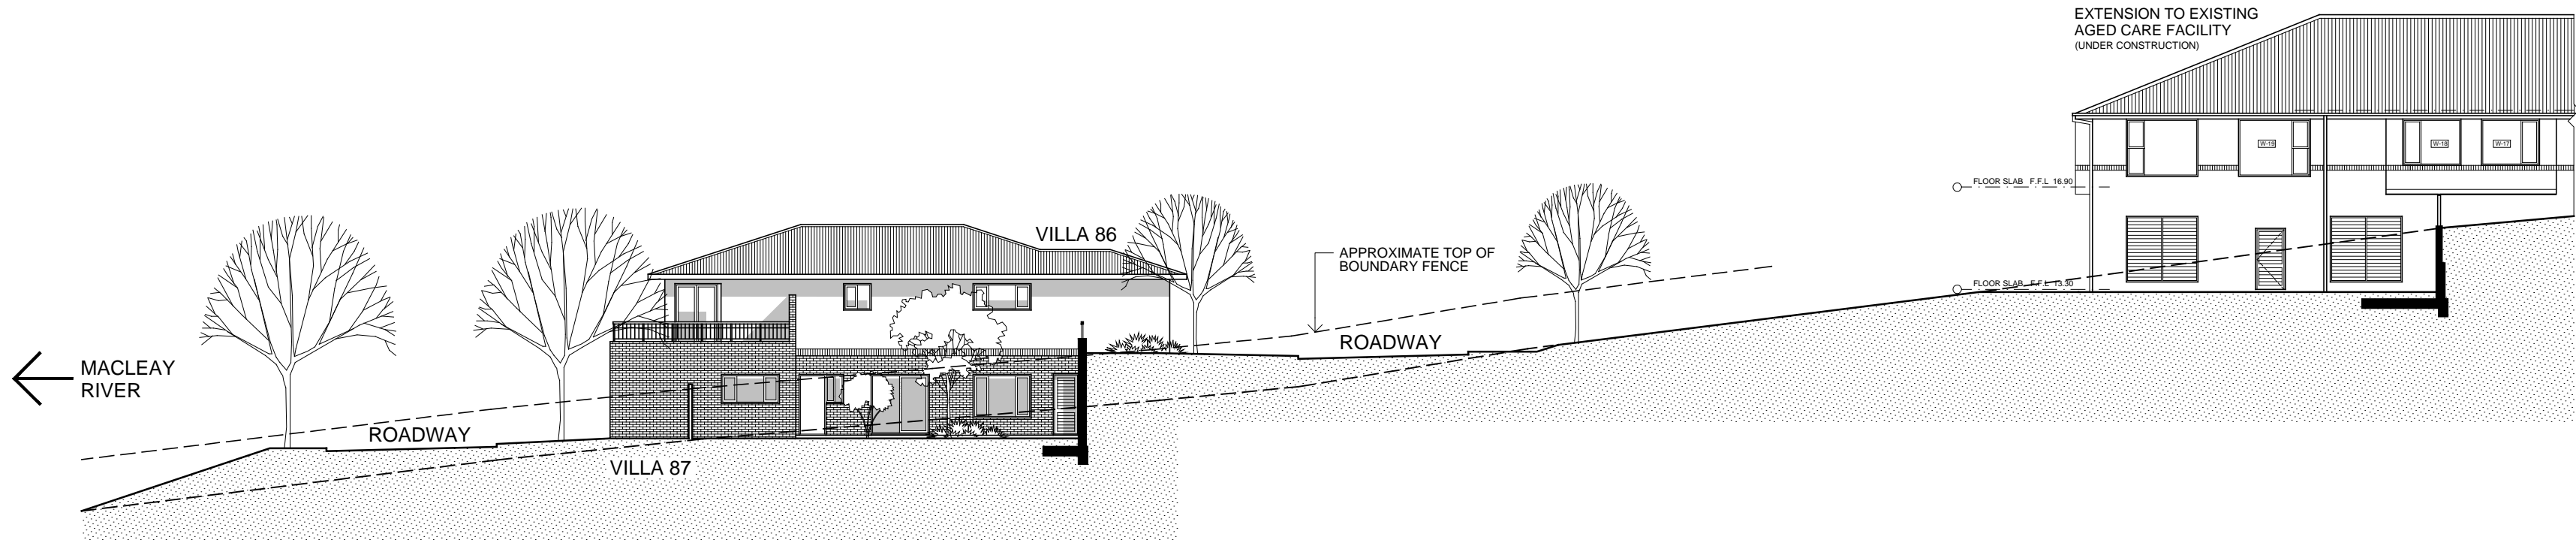 EXTENSION TO EXISTING
AGED CARE FACILITY
(UNDER CONSTRUCTION)
W-19
W-18
W-17
FLOOR SLAB F.F.L 16.90
VILLA 86
APPROXIMATE TOP OF
BOUNDARY FENCE
FLOOR SLAB F.F.L 13.30
ROADWAY
MACLEAY
RIVER
ROADWAY
VILLA 87